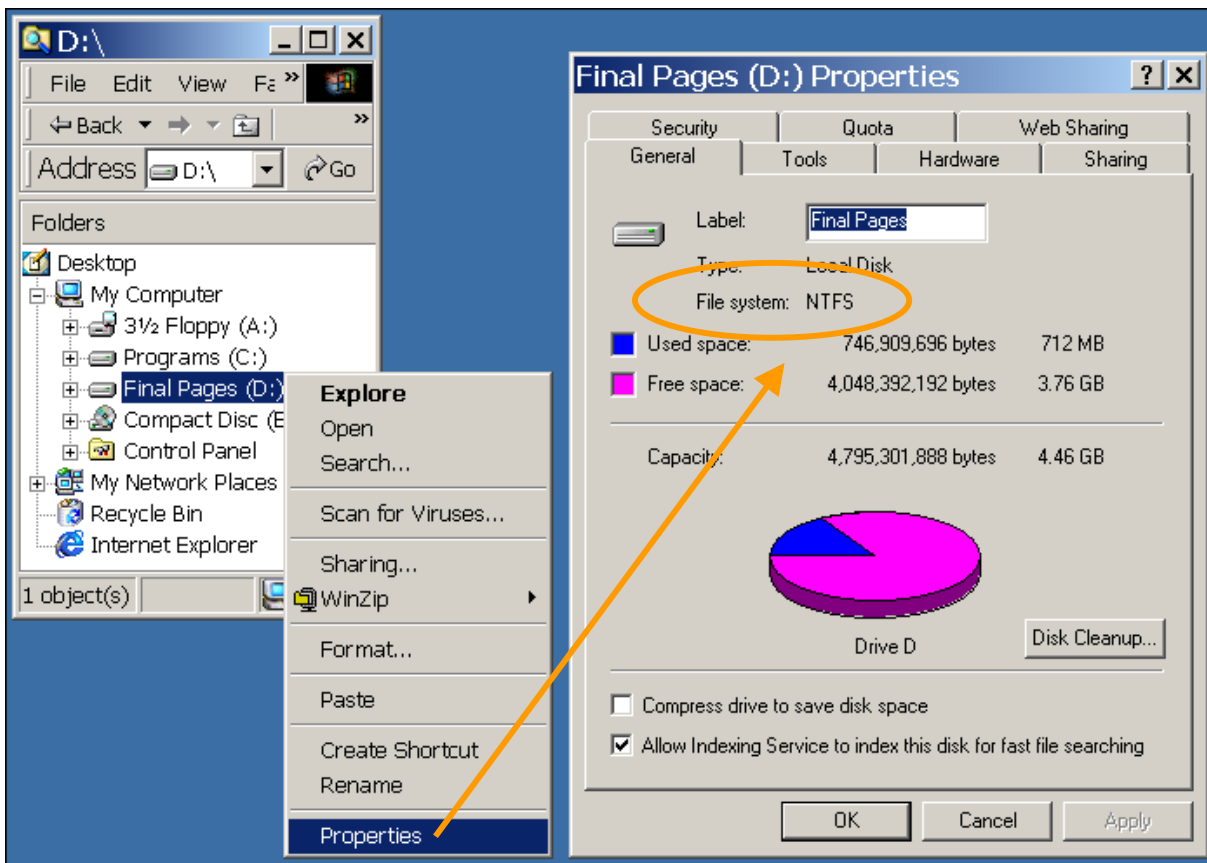 D:\
File Edit View Fa »
Back »
Address D:\ Go
Folders
Desktop
My Computer
3½ Floppy (A:)
Programs (C:)
Final Pages (D:)
Compact Disc (E
Control Panel
My Network Places
Recycle Bin
Internet Explorer
1 object(s)
Explore
Open
Search...
Scan for Viruses...
Sharing...
WinZip
Format...
Paste
Create Shortcut
Rename
Properties
Final Pages (D:) Properties
Security Quota Web Sharing
General Tools Hardware Sharing
Label: Final Pages
Type: Local Disk
File system: NTFS
Used space: 746,909,696 bytes 712 MB
Free space: 4,048,392,192 bytes 3.76 GB
Capacity: 4,795,301,888 bytes 4.46 GB
Drive D
Disk Cleanup...
Compress drive to save disk space
Allow Indexing Service to index this disk for fast file searching
OK Cancel Apply